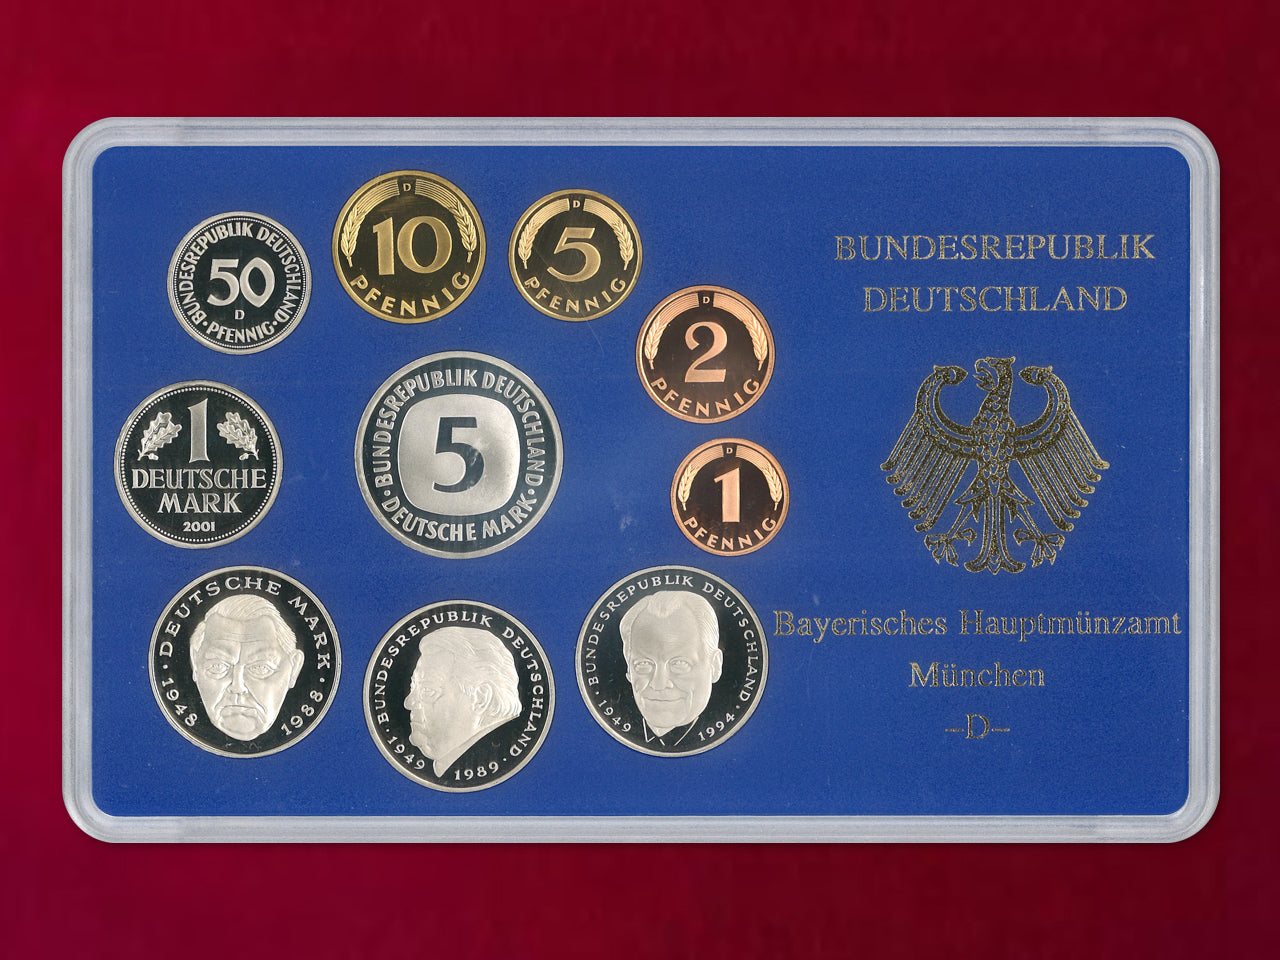 BUNDESREPUBLIK DEUTSCHLAND
50
D
· PFENNIG ·
D
10
PFENNIG
D
5
PFENNIG
D
2
PFENNIG
D
1
PFENNIG
1
DEUTSCHE
MARK
2001
· BUNDESREPUBLIK DEUTSCHLAND ·
5
DEUTSCHE MARK
· DEUTSCHE MARK ·
1948 1988
BUNDESREPUBLIK DEUTSCHLAND
· 1949 1989 ·
BUNDESREPUBLIK DEUTSCHLAND
· 1949 1994 ·
BUNDESREPUBLIK
DEUTSCHLAND
Bayerisches Hauptmünzamt
München
–D–